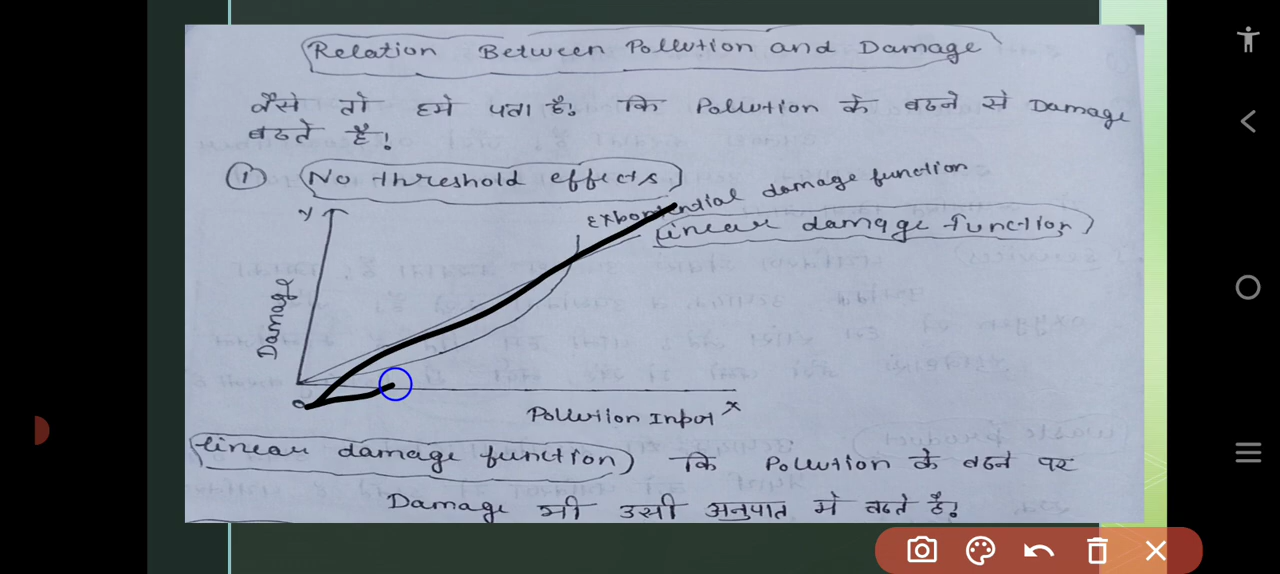 Relation Between Pollution and Damage
वैसे तो हमे पता है! कि Pollution के बढने से Damage
बढते है!
① No threshold effects
Exponential damage function
linear damage function
y
Damage
o
Pollution Inpot x
linear damage function कि Pollution के बढने पर
Damage भी उसी अनुपात मे बढते है!